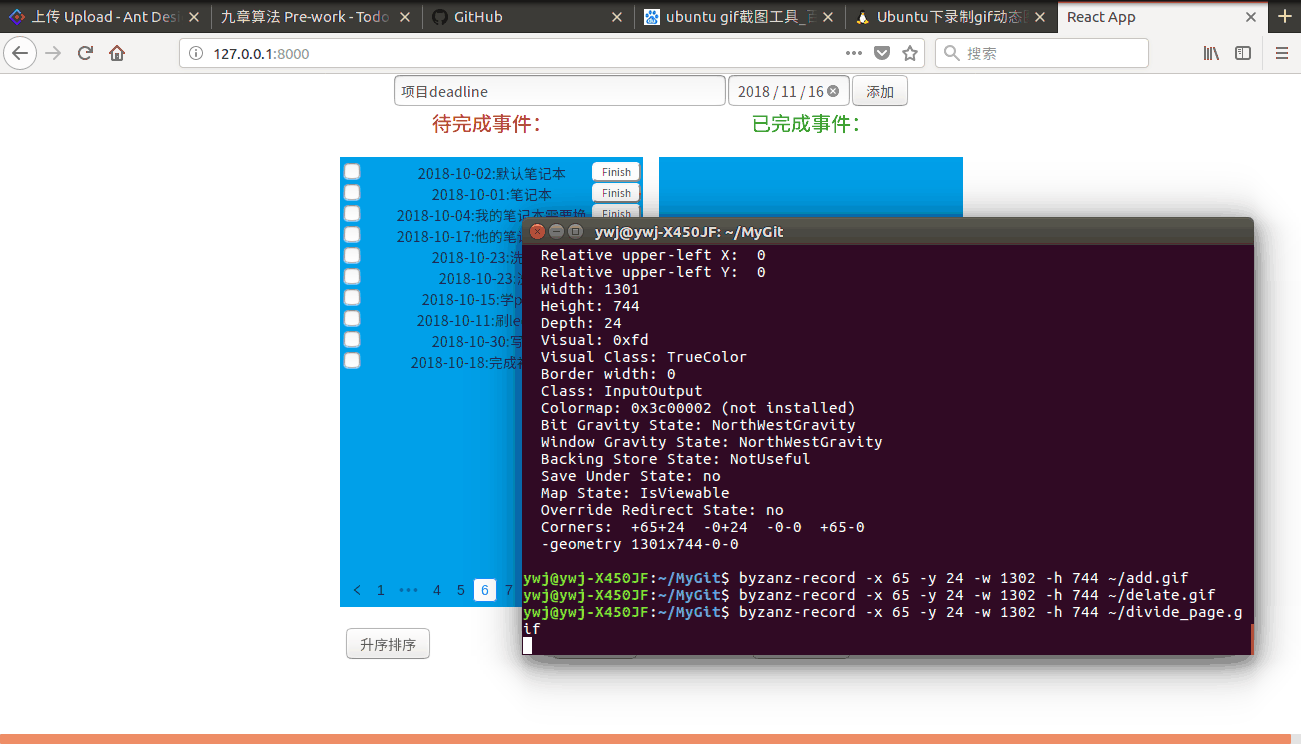 上传 Upload - Ant Desi
九章算法 Pre-work - Todo
GitHub
ubuntu gif截图工具_百
Ubuntu下录制gif动态图
React App
127.0.0.1:8000
搜索
项目deadline
2018 / 11 / 16
添加
待完成事件：
已完成事件：
2018-10-02:默认笔记本
Finish
2018-10-01:笔记本
Finish
2018-10-04:我的笔记本需要换
Finish
2018-10-17:他的笔
2018-10-23:洗
2018-10-23:
2018-10-15:学p
2018-10-11:刷le
2018-10-30:写
2018-10-18:完成
< 1 ••• 4 5 6 7
升序排序
ywj@ywj-X450JF: ~/MyGit
Relative upper-left X:  0
Relative upper-left Y:  0
Width: 1301
Height: 744
Depth: 24
Visual: 0xfd
Visual Class: TrueColor
Border width: 0
Class: InputOutput
Colormap: 0x3c00002 (not installed)
Bit Gravity State: NorthWestGravity
Window Gravity State: NorthWestGravity
Backing Store State: NotUseful
Save Under State: no
Map State: IsViewable
Override Redirect State: no
Corners:  +65+24  -0+24  -0-0  +65-0
-geometry 1301x744-0-0
ywj@ywj-X450JF:~/MyGit$ byzanz-record -x 65 -y 24 -w 1302 -h 744 ~/add.gif
ywj@ywj-X450JF:~/MyGit$ byzanz-record -x 65 -y 24 -w 1302 -h 744 ~/delate.gif
ywj@ywj-X450JF:~/MyGit$ byzanz-record -x 65 -y 24 -w 1302 -h 744 ~/divide_page.g
if